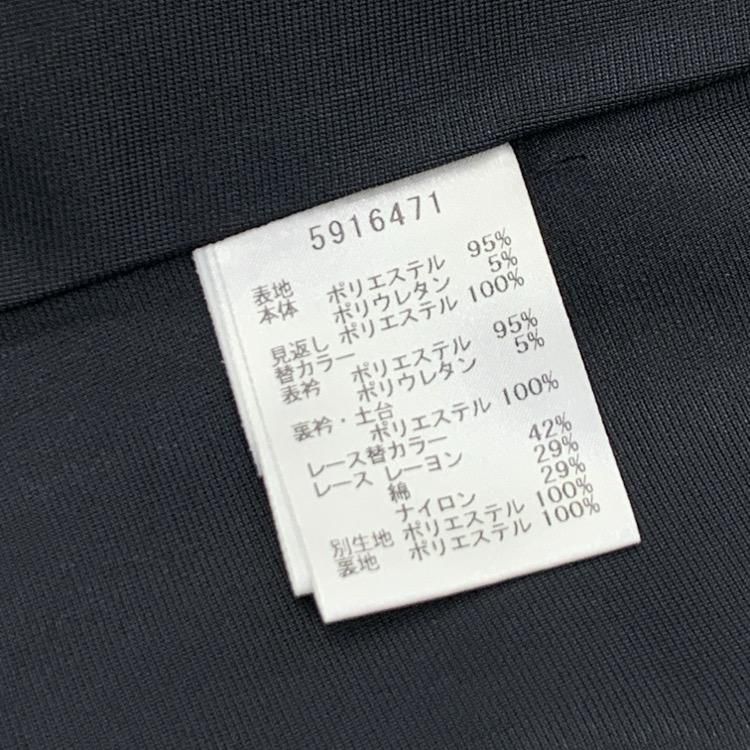 5916471
表地 ポリエステル 95%
本体 ポリウレタン 5%
見返し ポリエステル 100%
替カラー
表衿 ポリエステル 95%
ポリウレタン 5%
裏衿・土台
ポリエステル 100%
レース替カラー
レース レーヨン 42%
綿 29%
ナイロン 29%
別生地 ポリエステル 100%
裏地 ポリエステル 100%